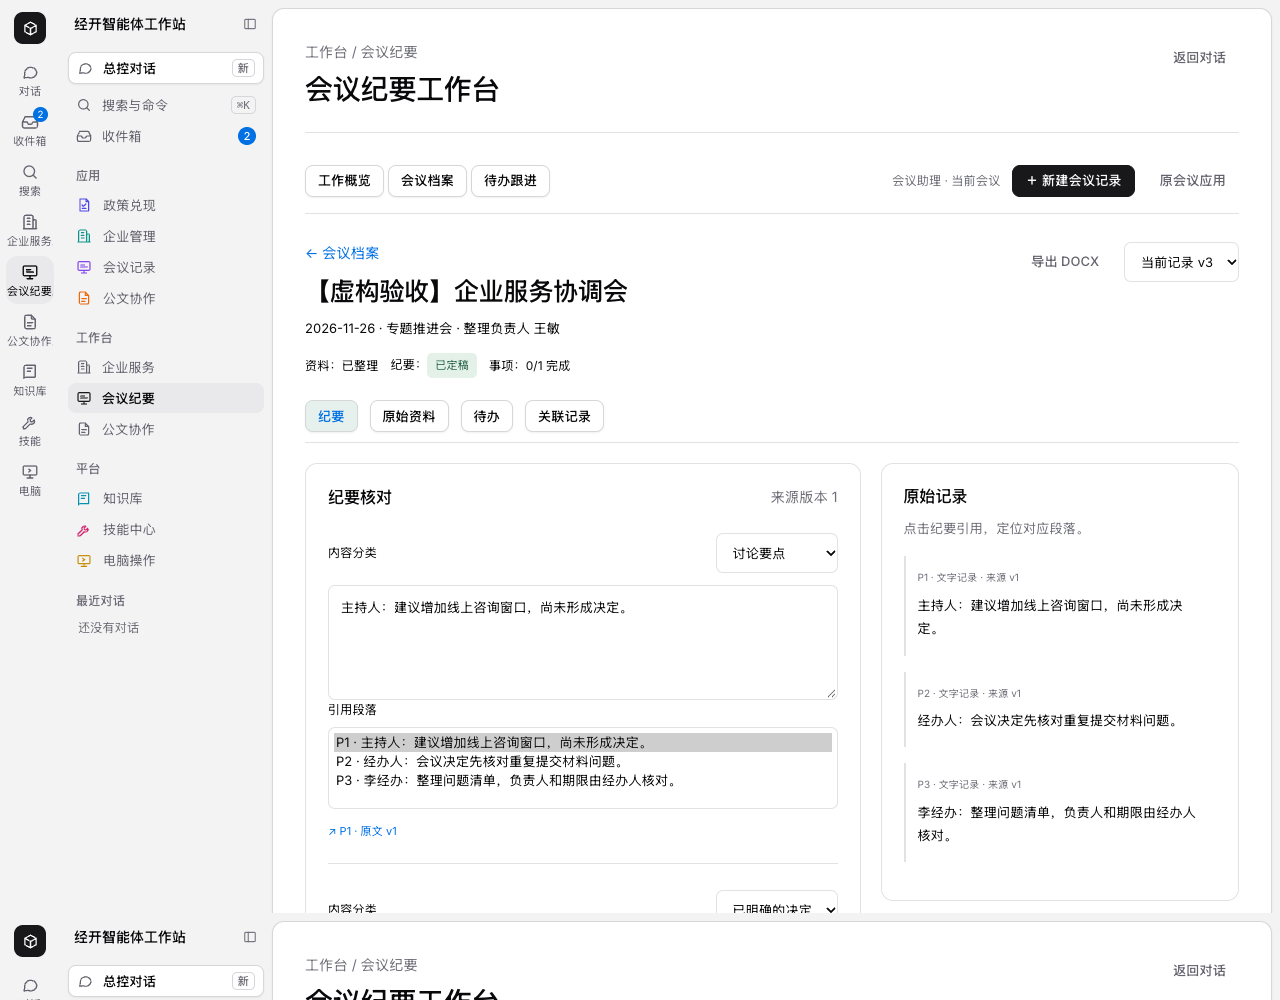 对话
2
收件箱
搜索
企业服务
会议纪要
公文协作
知识库
技能
电脑
经开智能体工作站
总控对话 新
搜索与命令 ⌘K
收件箱 2
应用
政策兑现
企业管理
会议记录
公文协作
工作台
企业服务
会议纪要
公文协作
平台
知识库
技能中心
电脑操作
最近对话
还没有对话
工作台 / 会议纪要
返回对话
会议纪要工作台
工作概览 会议档案 待办跟进
会议助理 · 当前会议 + 新建会议记录 原会议应用
← 会议档案
导出 DOCX 当前记录 v3
【虚构验收】企业服务协调会
2026-11-26 · 专题推进会 · 整理负责人 王敏
资料：已整理 纪要：已定稿 事项：0/1 完成
纪要 原始资料 待办 关联记录
纪要核对 来源版本 1
内容分类 讨论要点
主持人：建议增加线上咨询窗口，尚未形成决定。
引用段落
P1 · 主持人：建议增加线上咨询窗口，尚未形成决定。
P2 · 经办人：会议决定先核对重复提交材料问题。
P3 · 李经办：整理问题清单，负责人和期限由经办人核对。
↗ P1 · 原文 v1
内容分类 已明确的决定
原始记录
点击纪要引用，定位对应段落。
P1 · 文字记录 · 来源 v1
主持人：建议增加线上咨询窗口，尚未形成决
定。
P2 · 文字记录 · 来源 v1
经办人：会议决定先核对重复提交材料问题。
P3 · 文字记录 · 来源 v1
李经办：整理问题清单，负责人和期限由经办人
核对。
经开智能体工作站
总控对话 新
工作台 / 会议纪要
返回对话
会议纪要工作台